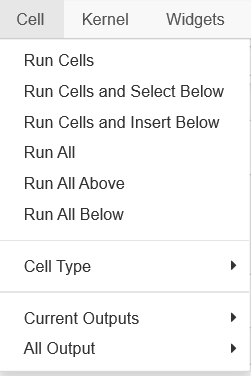 Cell Kernel Widgets
Run Cells
Run Cells and Select Below
Run Cells and Insert Below
Run All
Run All Above
Run All Below
Cell Type
Current Outputs
All Output